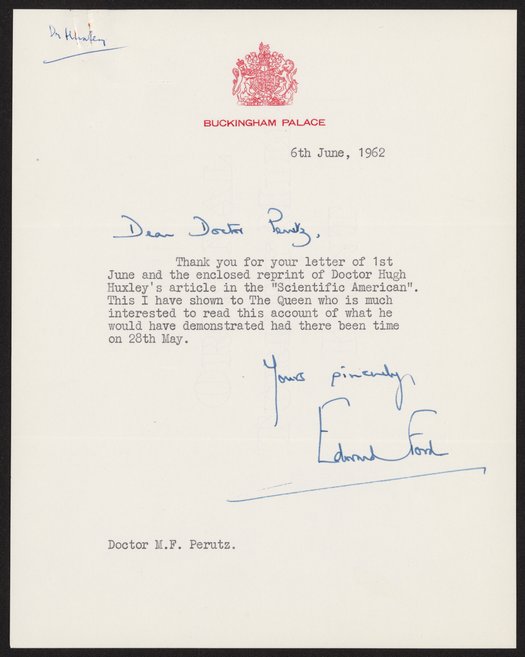 Dr Huxley
BUCKINGHAM PALACE
6th June, 1962
Dear Doctor Perutz,
Thank you for your letter of 1st
June and the enclosed reprint of Doctor Hugh
Huxley's article in the "Scientific American".
This I have shown to The Queen who is much
interested to read this account of what he
would have demonstrated had there been time
on 28th May.
Yours sincerely,
Edward Ford
Doctor M.F. Perutz.